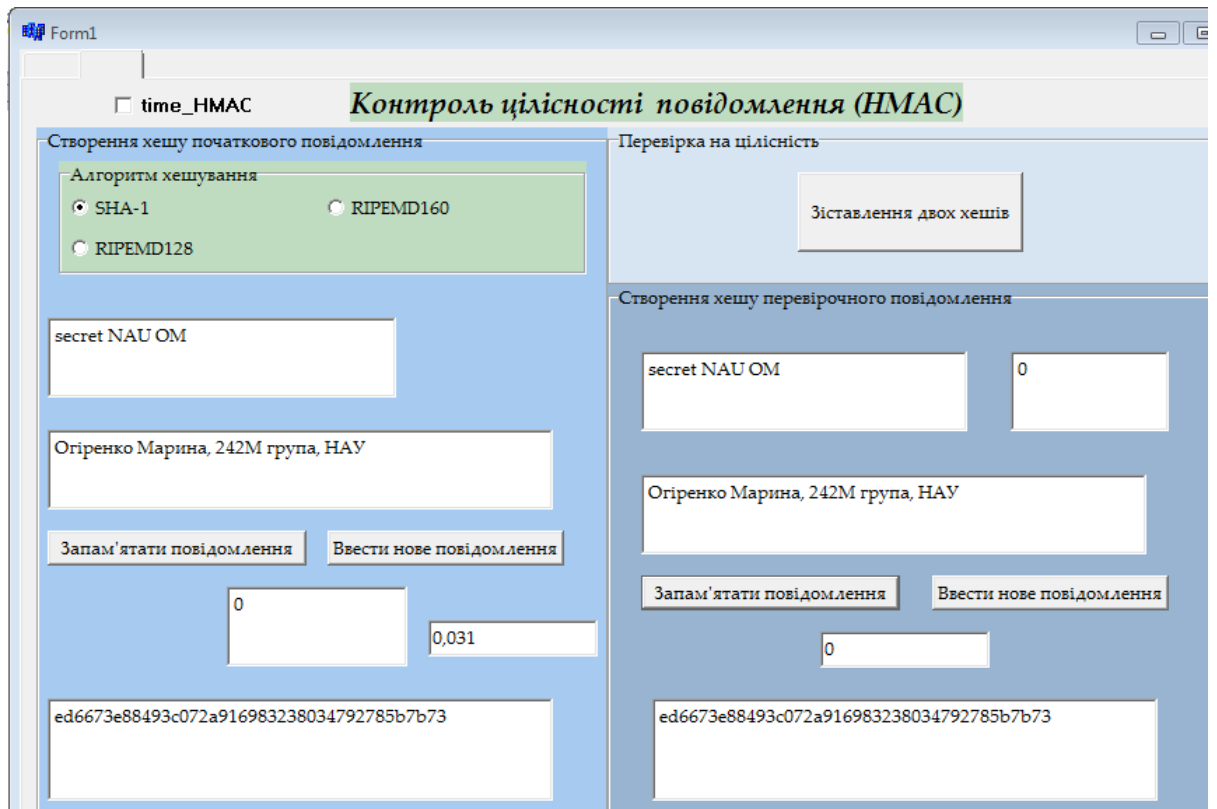 Form1
time_HMAC
Контроль цілісності повідомлення (HMAC)
Створення хешу початкового повідомлення
Алгоритм хешування
SHA-1
RIPEMD160
RIPEMD128
secret NAU OM
Огіренко Марина, 242М група, НАУ
Запам'ятати повідомлення
Ввести нове повідомлення
0
0,031
ed6673e88493c072a916983238034792785b7b73
Перевірка на цілісність
Зіставлення двох хешів
Створення хешу перевірочного повідомлення
secret NAU OM
0
Огіренко Марина, 242М група, НАУ
Запам'ятати повідомлення
Ввести нове повідомлення
0
ed6673e88493c072a916983238034792785b7b73